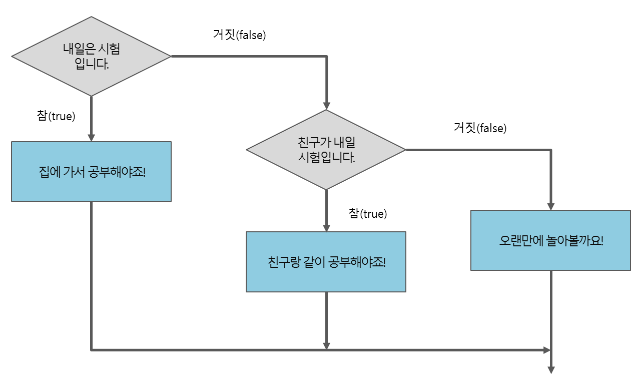 내일은 시험
입니다.
거짓(false)
참(true)
집에 가서 공부해야죠!
친구가 내일
시험입니다.
거짓(false)
참(true)
친구랑 같이 공부해야죠!
오랜만에 놀아볼까요!